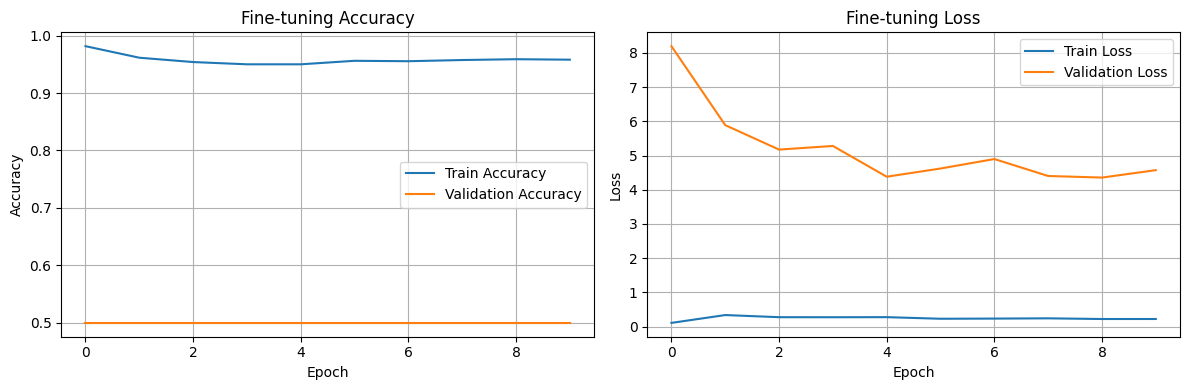 Fine-tuning Accuracy
1.0
0.9
0.8
0.7
0.6
0.5
Accuracy
Train Accuracy
Validation Accuracy
0 2 4 6 8
Epoch
Fine-tuning Loss
8
7
6
5
4
3
2
1
0
Loss
Train Loss
Validation Loss
0 2 4 6 8
Epoch